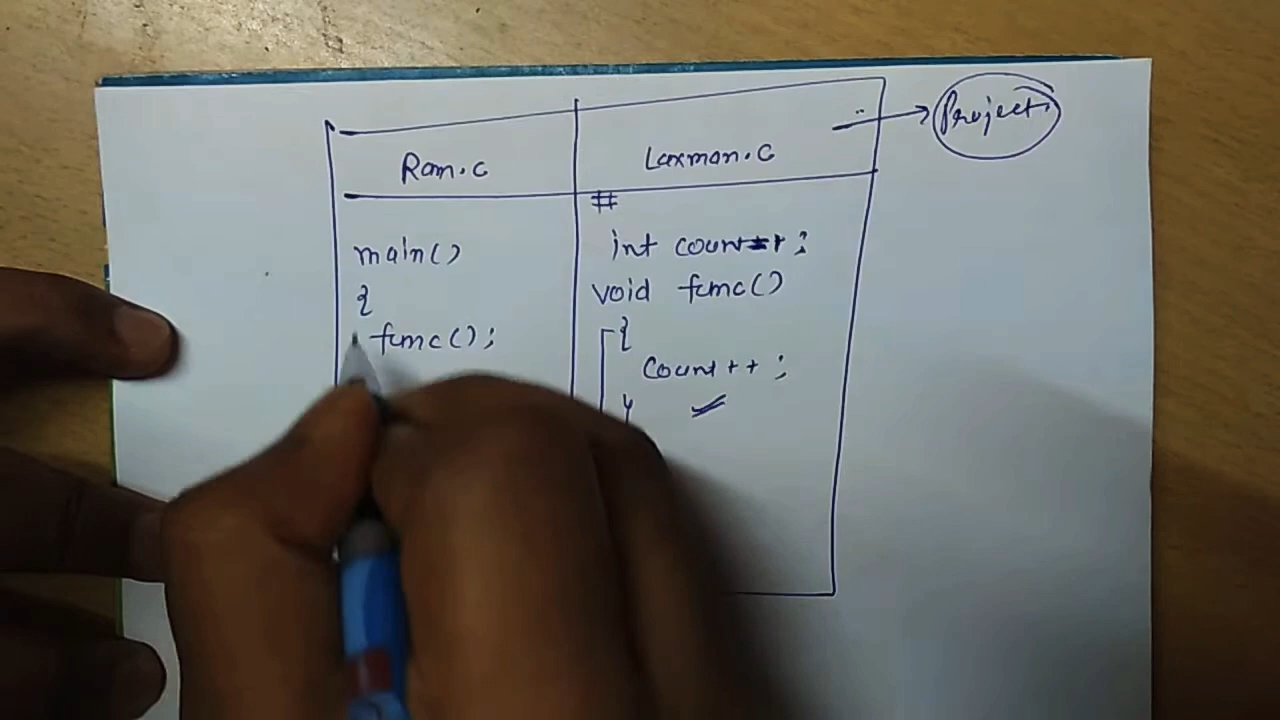 Project
Ram.c
Laxman.c
#
main()
{
func();
int count;
void func()
{
Count++;
}